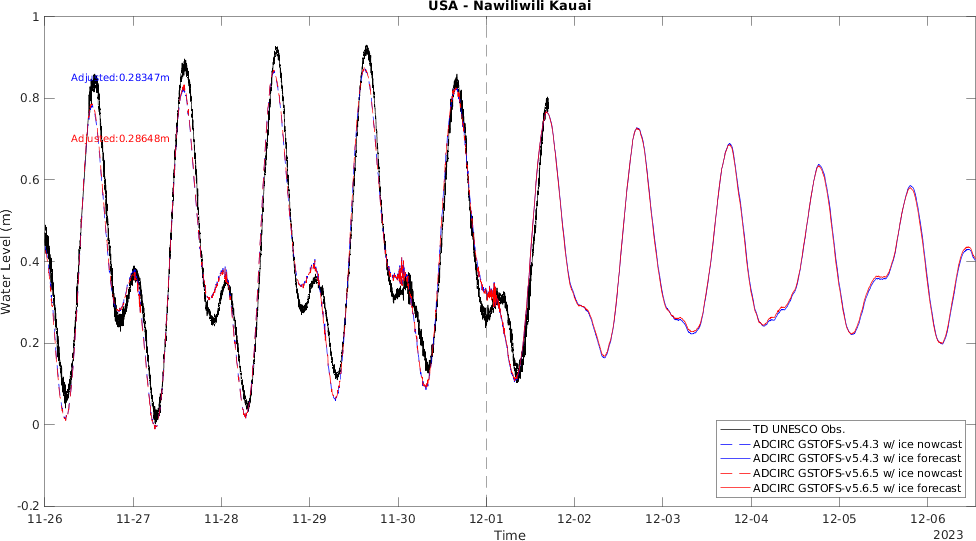 USA - Nawiliwili Kauai
Adjusted:0.28347m
Adjusted:0.28648m
Water Level (m)
1
0.8
0.6
0.4
0.2
0
-0.2
TD UNESCO Obs.
ADCIRC GSTOFS-v5.4.3 w/ ice nowcast
ADCIRC GSTOFS-v5.4.3 w/ ice forecast
ADCIRC GSTOFS-v5.6.5 w/ ice nowcast
ADCIRC GSTOFS-v5.6.5 w/ ice forecast
11-26 11-27 11-28 11-29 11-30 12-01 12-02 12-03 12-04 12-05 12-06
Time
2023